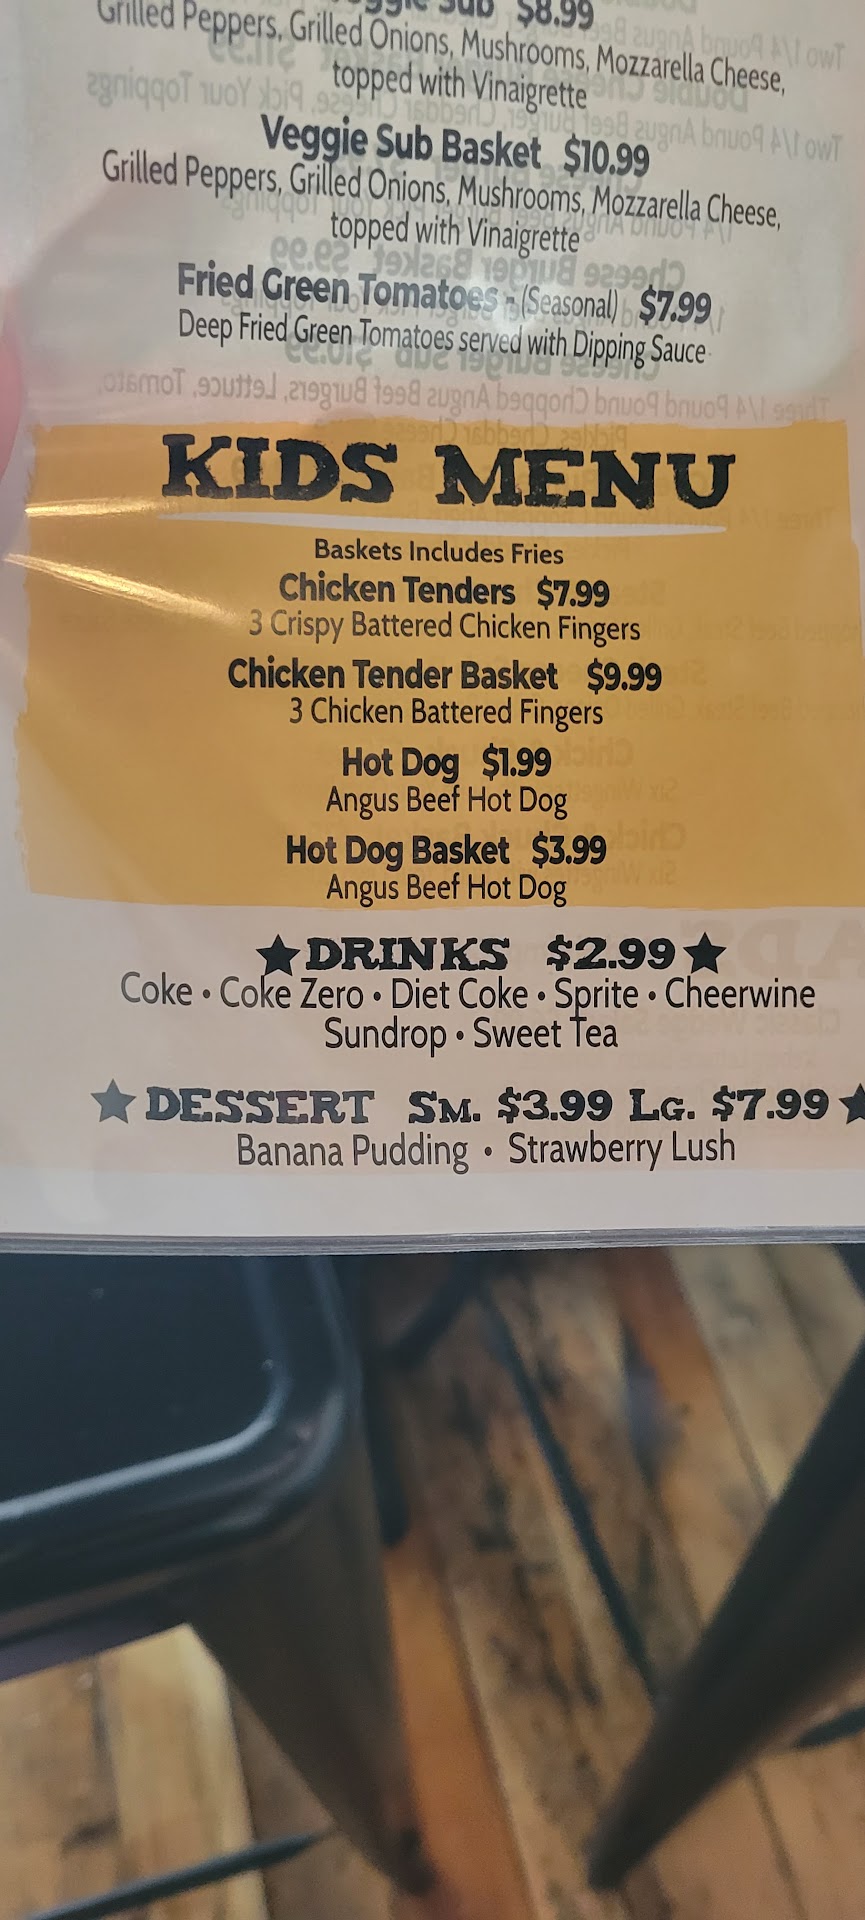 Veggie Sub $8.99
Grilled Peppers, Grilled Onions, Mushrooms, Mozzarella Cheese,
topped with Vinaigrette
Veggie Sub Basket $10.99
Grilled Peppers, Grilled Onions, Mushrooms, Mozzarella Cheese,
topped with Vinaigrette
Fried Green Tomatoes - (Seasonal) $7.99
Deep Fried Green Tomatoes served with Dipping Sauce
KIDS MENU
Baskets Includes Fries
Chicken Tenders $7.99
3 Crispy Battered Chicken Fingers
Chicken Tender Basket $9.99
3 Chicken Battered Fingers
Hot Dog $1.99
Angus Beef Hot Dog
Hot Dog Basket $3.99
Angus Beef Hot Dog
★DRINKS $2.99★
Coke • Coke Zero • Diet Coke • Sprite • Cheerwine
Sundrop • Sweet Tea
★DESSERT SM. $3.99 LG. $7.99★
Banana Pudding • Strawberry Lush